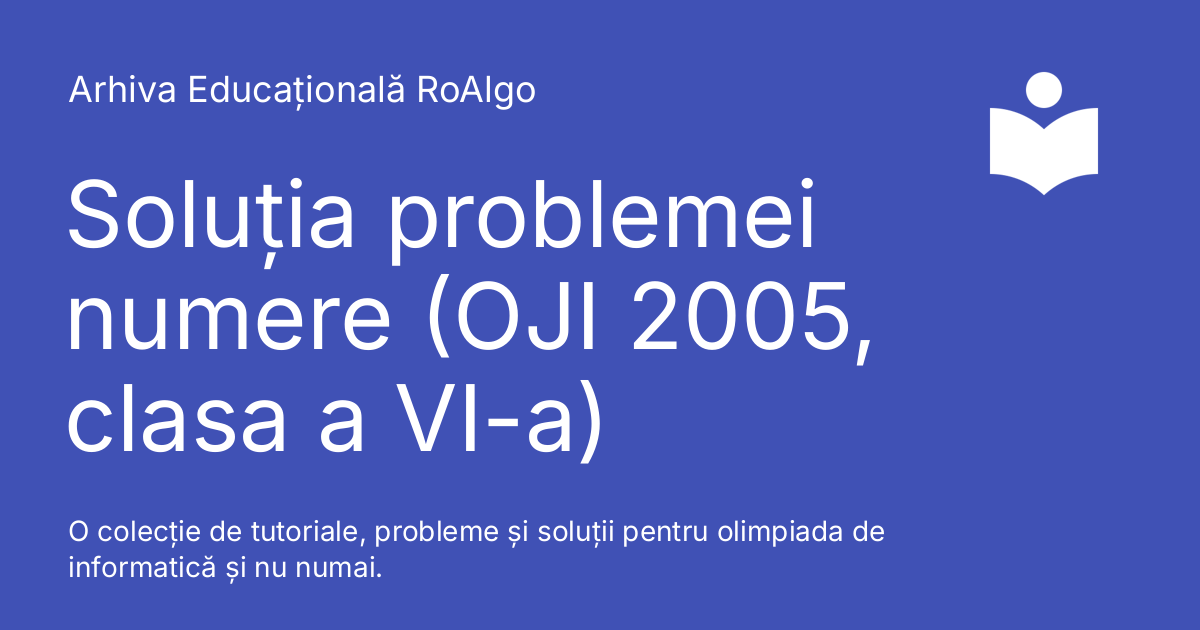 Arhiva Educațională RoAlgo
Soluția problemei
numere (OJI 2005,
clasa a VI-a)
O colecție de tutoriale, probleme și soluții pentru olimpiada de
informatică și nu numai.